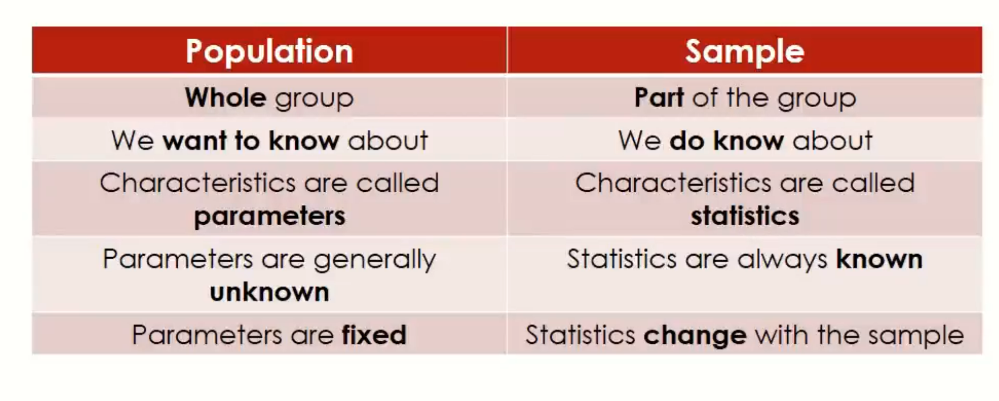 Population
Sample
Whole group
Part of the group
We want to know about
We do know about
Characteristics are called
parameters
Characteristics are called
statistics
Parameters are generally
unknown
Statistics are always known
Parameters are fixed
Statistics change with the sample